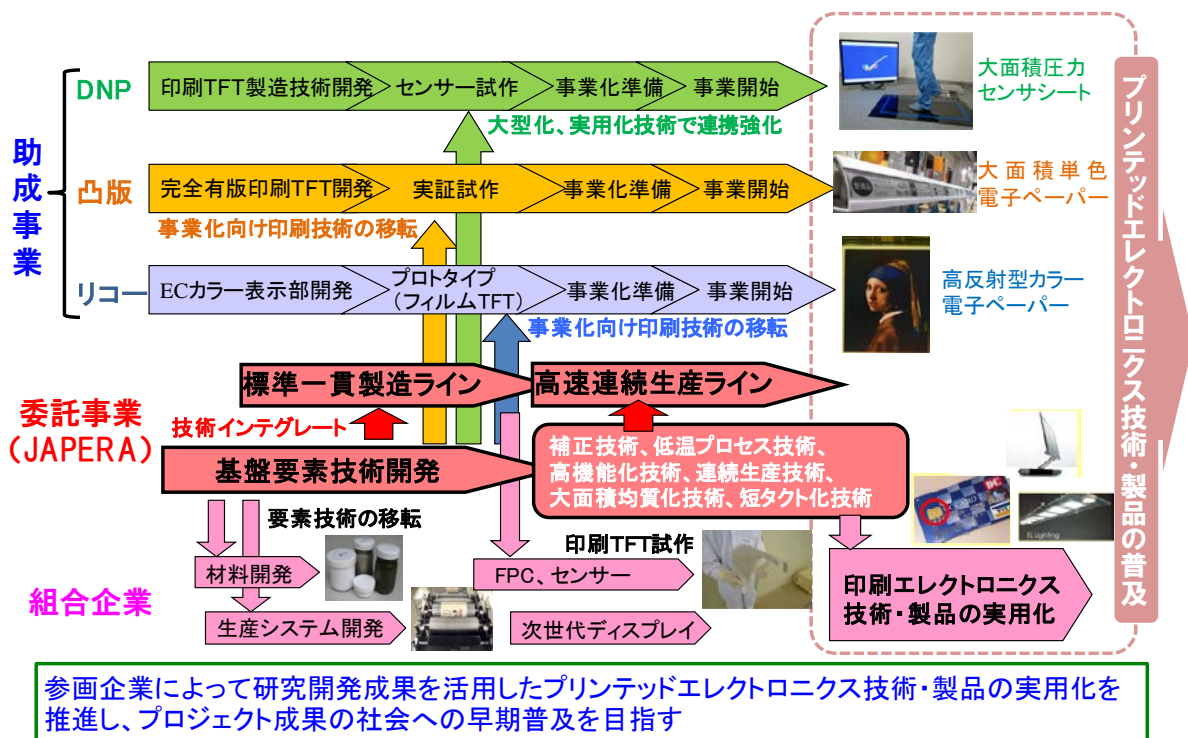 助成事業
DNP
印刷TFT製造技術開発
センサー試作
事業化準備
事業開始
大面積圧力
センサシート
大型化、実用化技術で連携強化
凸版
完全有版印刷TFT開発
実証試作
事業化準備
事業開始
大面積単色
電子ペーパー
事業化向け印刷技術の移転
リコー
ECカラー表示部開発
プロトタイプ
(フィルムTFT)
事業化準備
事業開始
高反射型カラー
電子ペーパー
事業化向け印刷技術の移転
プリンテッドエレクトロニクス技術・製品の普及
標準一貫製造ライン
高速連続生産ライン
委託事業
(JAPERA)
技術インテグレート
基盤要素技術開発
補正技術、低温プロセス技術、
高機能化技術、連続生産技術、
大面積均質化技術、短タクト化技術
EL Lighting
要素技術の移転
印刷TFT試作
組合企業
材料開発
FPC、センサー
生産システム開発
次世代ディスプレイ
印刷エレクトロニクス
技術・製品の実用化
参画企業によって研究開発成果を活用したプリンテッドエレクトロニクス技術・製品の実用化を
推進し、プロジェクト成果の社会への早期普及を目指す